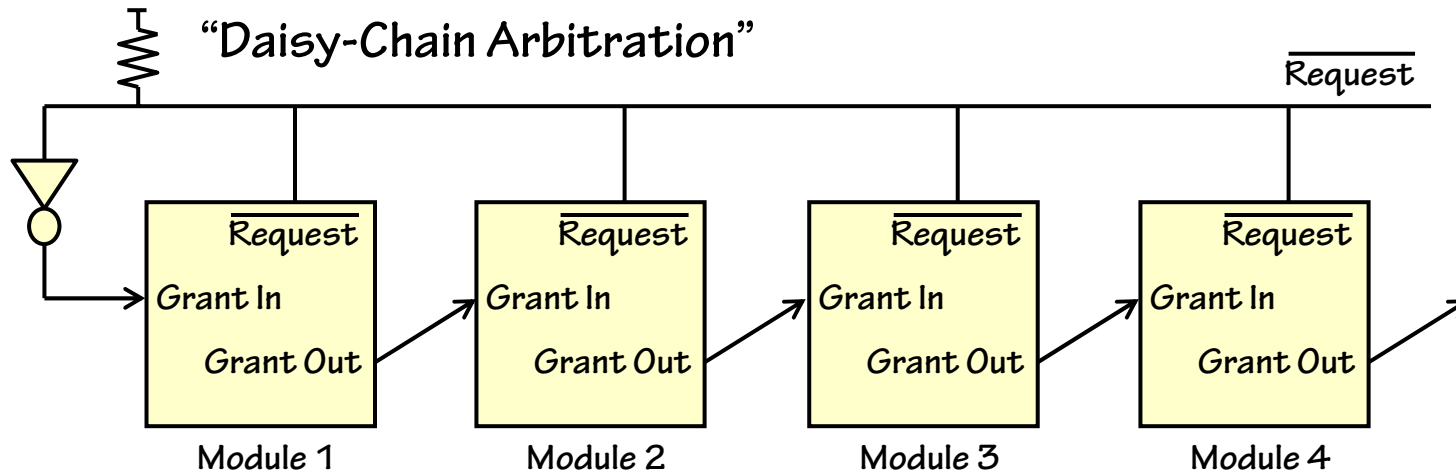 “Daisy-Chain Arbitration”
Request
Request
Request
Request
Request
Grant In
Grant In
Grant In
Grant In
Grant Out
Grant Out
Grant Out
Grant Out
Module 1
Module 2
Module 3
Module 4